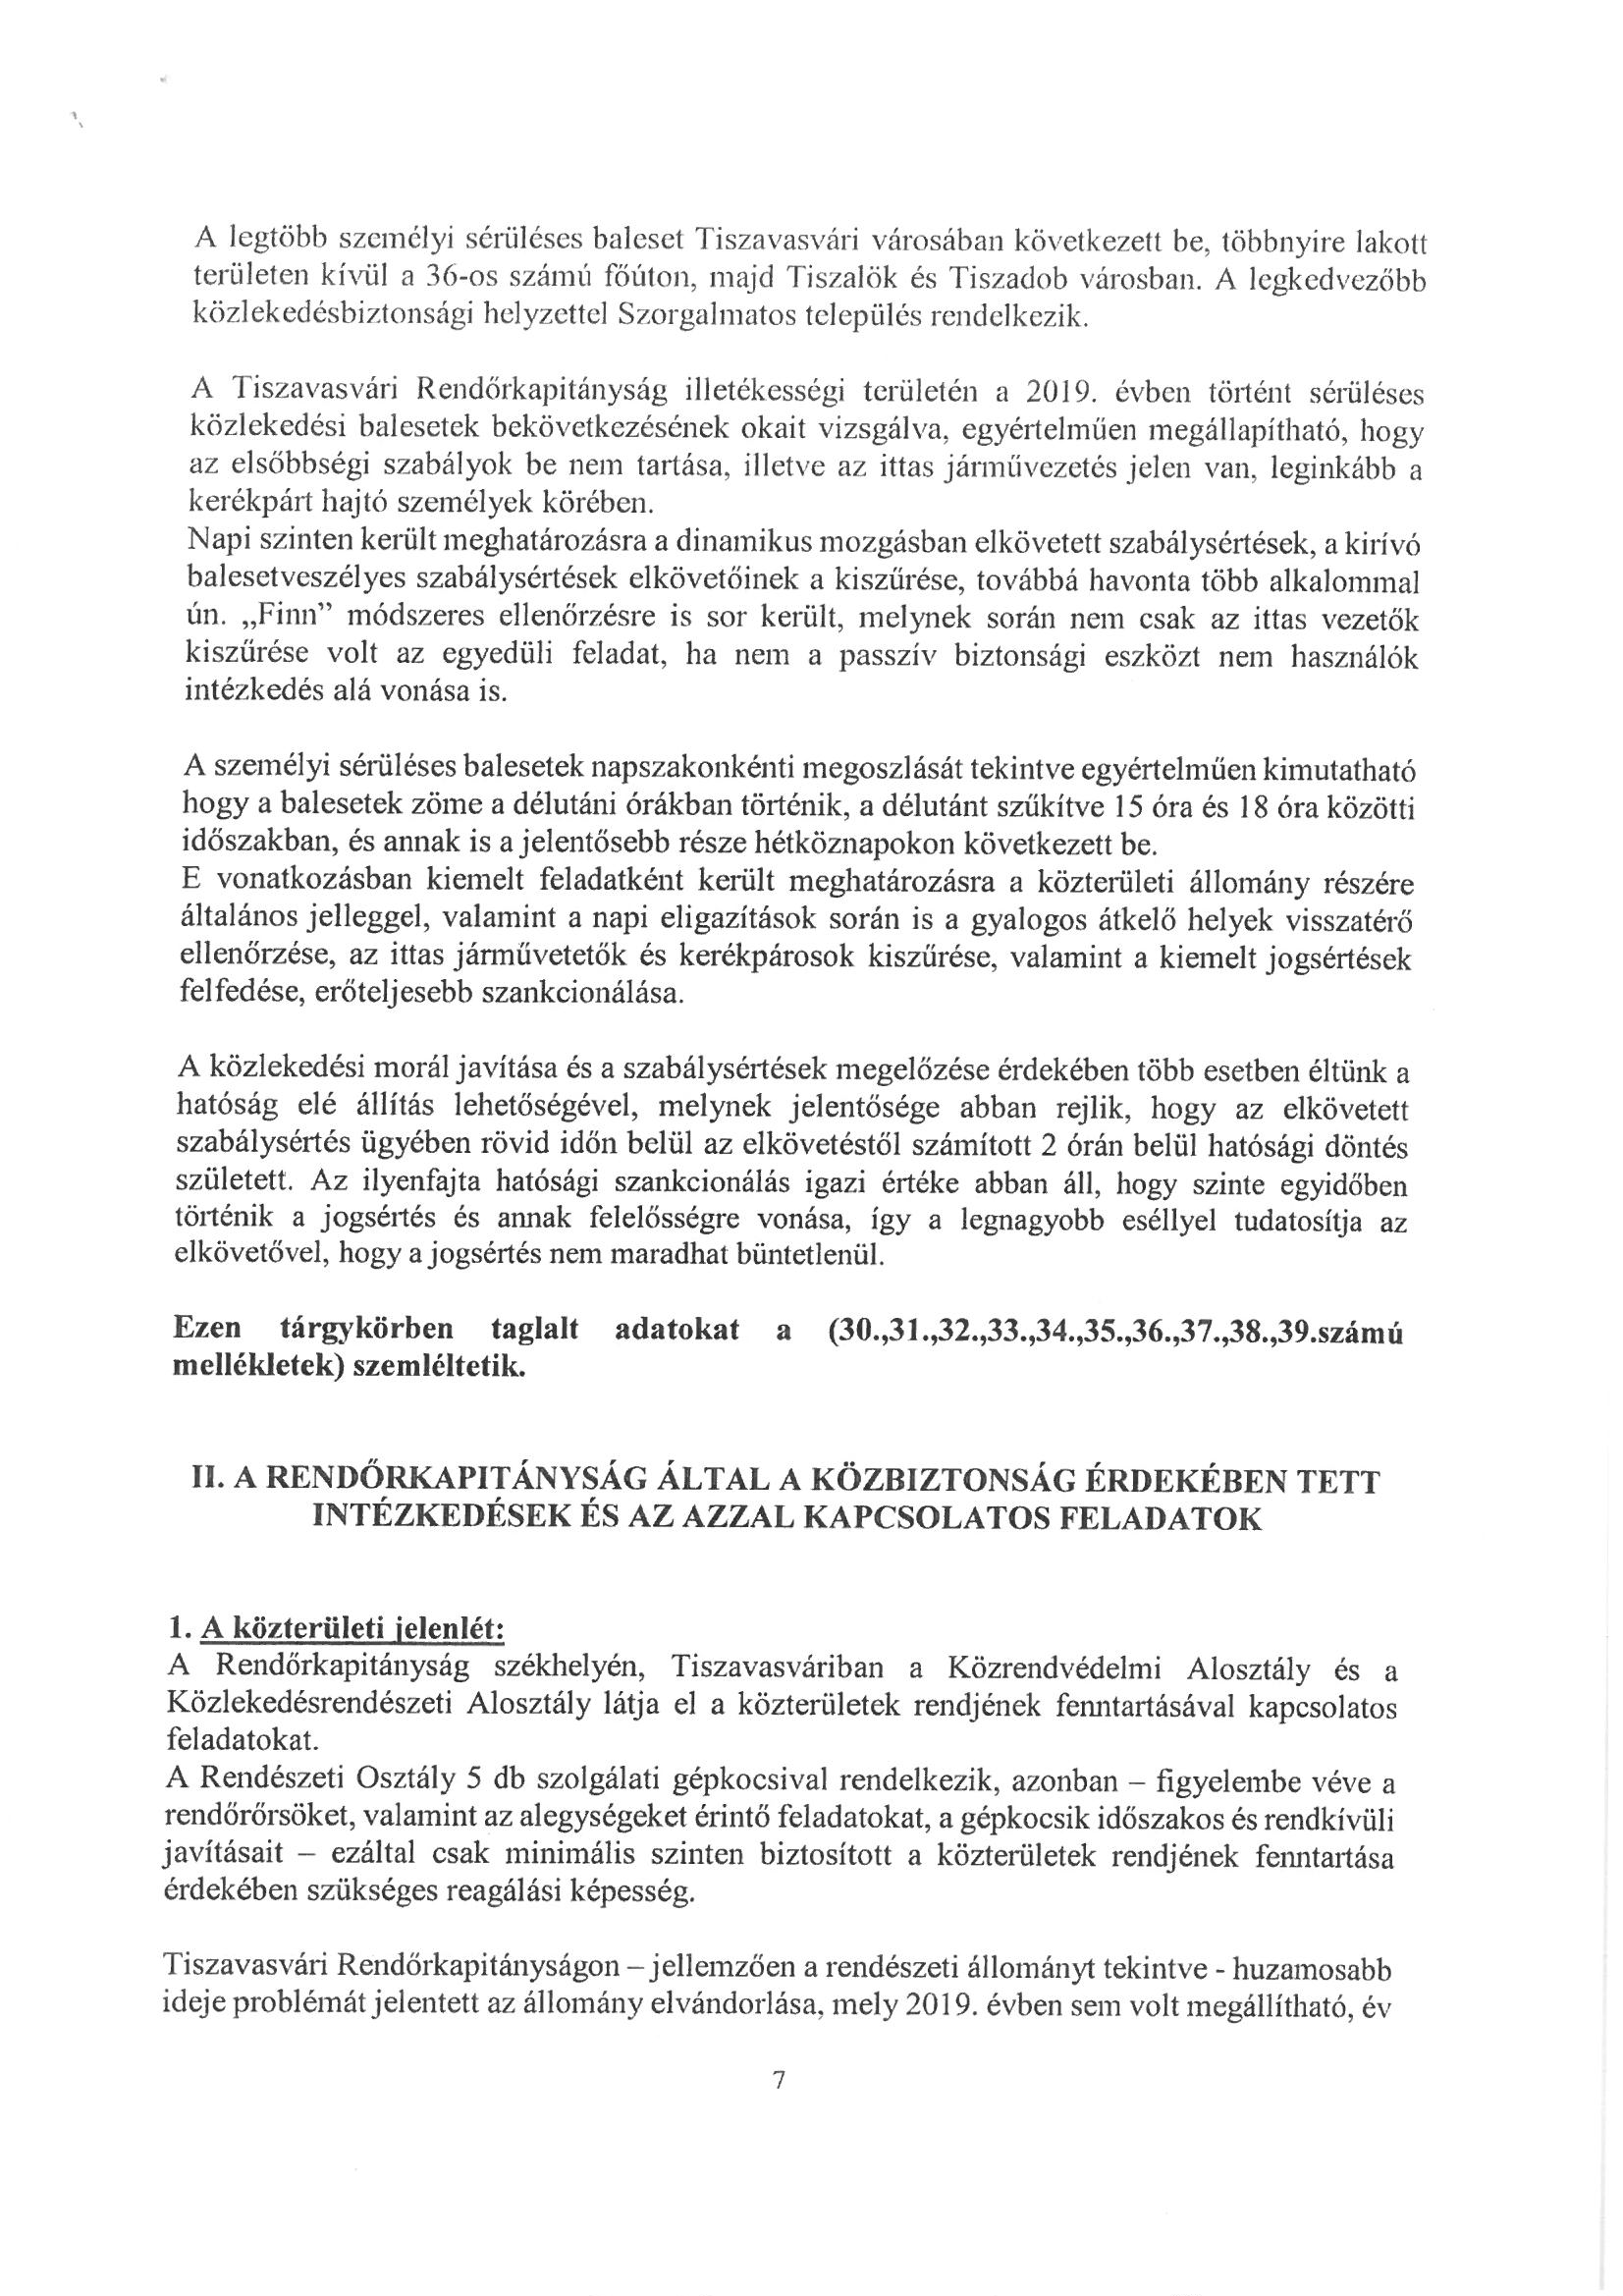 A legtöbb személyi sérüléses baleset Tiszavasvári városában következett be, többnyire lakott
területen kívül a 36-os számú főúton, majd Tiszalök és Tiszadob városban. A legkedvezőbb
közlekedésbiztonsági helyzettel Szorgalmatos település rendelkezik.
A Tiszavasvári Rendőrkapitányság illetékességi területén a 2019. évben történt sérüléses
közlekedési balesetek bekövetkezésének okait vizsgálva, egyértelműen megállapítható, hogy
az elsőbbségi szabályok be nem tartása, illetve az ittas járművezetés jelen van, leginkább a
kerékpárt hajtó személyek körében.
Napi szinten került meghatározásra a dinamikus mozgásban elkövetett szabálysértések, a kirívó
balesetveszélyes szabálysértések elkövetőinek a kiszűrése, továbbá havonta több alkalommal
ún. „Finn” módszeres ellenőrzésre is sor került, melynek során nem csak az ittas vezetők
kiszűrése volt az egyedüli feladat, ha nem a passzív biztonsági eszközt nem használók
intézkedés alá vonása is.
A személyi sérüléses balesetek napszakonkénti megoszlását tekintve egyértelműen kimutatható
hogy a balesetek zöme a délutáni órákban történik, a délutánt szűkítve 15 óra és 18 óra közötti
időszakban, és annak is a jelentősebb része hétköznapokon következett be.
E vonatkozásban kiemelt feladatként került meghatározásra a közterületi állomány részére
általános jelleggel, valamint a napi eligazítások során is a gyalogos átkelő helyek visszatérő
ellenőrzése, az ittas járművetetők és kerékpárosok kiszűrése, valamint a kiemelt jogsértések
felfedése, erőteljesebb szankcionálása.
A közlekedési morál javítása és a szabálysértések megelőzése érdekében több esetben éltünk a
hatóság elé állítás lehetőségével, melynek jelentősége abban rejlik, hogy az elkövetett
szabálysértés ügyében rövid időn belül az elkövetéstől számított 2 órán belül hatósági döntés
született. Az ilyenfajta hatósági szankcionálás igazi értéke abban áll, hogy szinte egyidőben
történik a jogsértés és annak felelősségre vonása, így a legnagyobb eséllyel tudatosítja az
elkövetővel, hogy a jogsértés nem maradhat büntetlenül.
Ezen tárgykörben taglalt adatokat a (30.,31.,32.,33.,34.,35.,36.,37.,38.,39.számú
mellékletek) szemléltetik.
II. A RENDŐRKAPITÁNYSÁG ÁLTAL A KÖZBIZTONSÁG ÉRDEKÉBEN TETT
INTÉZKEDÉSEK ÉS AZ AZZAL KAPCSOLATOS FELADATOK
1. A közterületi jelenlét:
A Rendőrkapitányság székhelyén, Tiszavasváriban a Közrendvédelmi Alosztály és a
Közlekedésrendészeti Alosztály látja el a közterületek rendjének fenntartásával kapcsolatos
feladatokat.
A Rendészeti Osztály 5 db szolgálati gépkocsival rendelkezik, azonban – figyelembe véve a
rendőrőrsöket, valamint az alegységeket érintő feladatokat, a gépkocsik időszakos és rendkívüli
javításait – ezáltal csak minimális szinten biztosított a közterületek rendjének fenntartása
érdekében szükséges reagálási képesség.
Tiszavasvári Rendőrkapitányságon – jellemzően a rendészeti állományt tekintve - huzamosabb
ideje problémát jelentett az állomány elvándorlása, mely 2019. évben sem volt megállítható, év
7